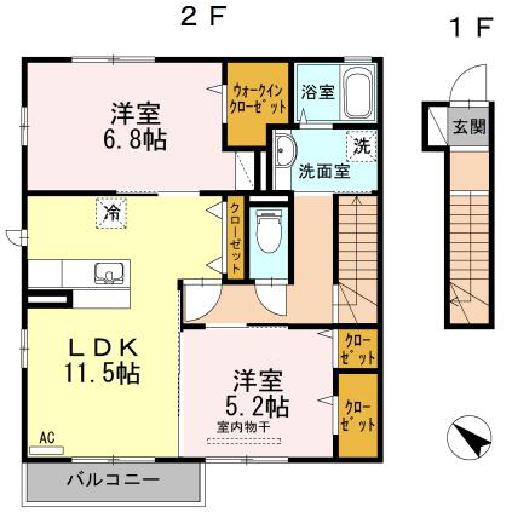 ２Ｆ
１Ｆ
洋室
6.8帖
ウォークイン
クローゼット
浴室
玄関
洗面室
洗
冷
クローゼット
ＬＤＫ
11.5帖
洋室
5.2帖
室内物干
クロー
ゼット
クロー
ゼット
AC
バルコニー